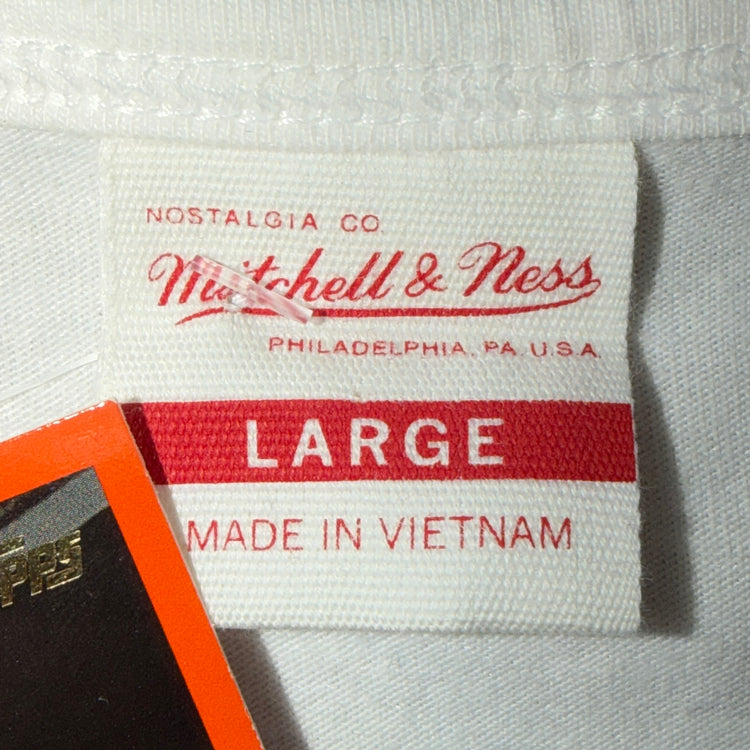 NOSTALGIA CO.
Mitchell & Ness
PHILADELPHIA, PA. U.S.A.
LARGE
MADE IN VIETNAM